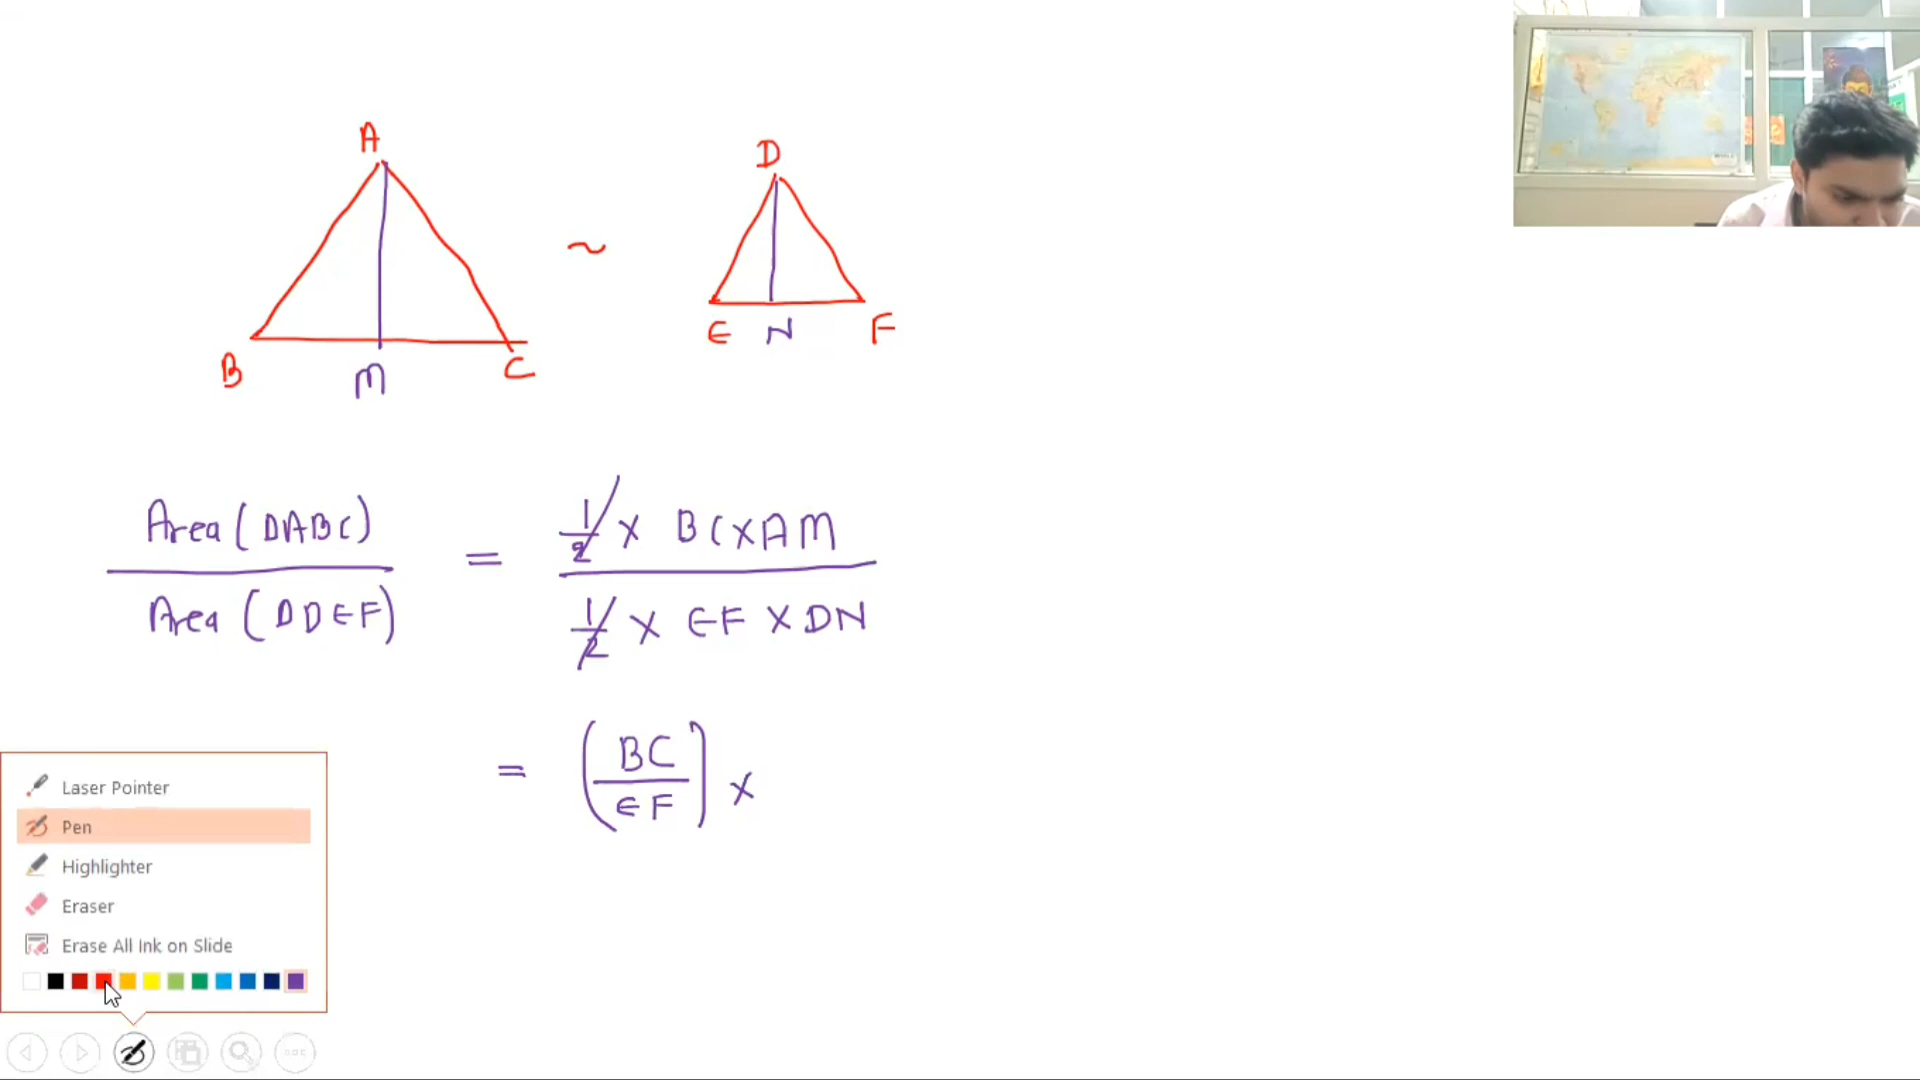 A
D
~
E N F
B M C
Area (ΔABC) / Area (ΔDEF) = 1/2 × BC × AM / 1/2 × EF × DN
= (BC / EF) ×
Laser Pointer
Pen
Highlighter
Eraser
Erase All Ink on Slide